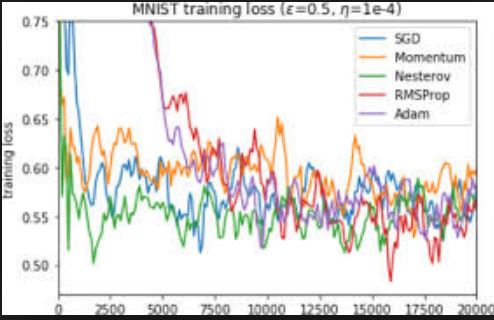 MNIST training loss (ε=0.5, η=1e-4)
SGD
Momentum
Nesterov
RMSProp
Adam
training loss
0.75
0.70
0.65
0.60
0.55
0.50
0 2500 5000 7500 10000 12500 15000 17500 20000